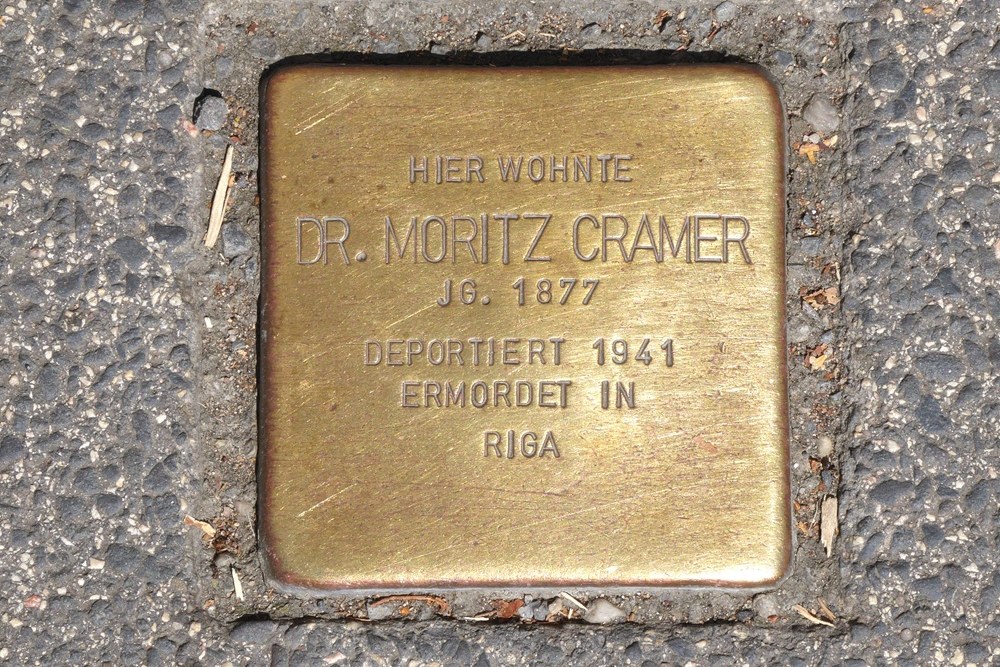 HIER WOHNTE
DR. MORITZ CRAMER
JG. 1877
DEPORTIERT 1941
ERMORDET IN
RIGA